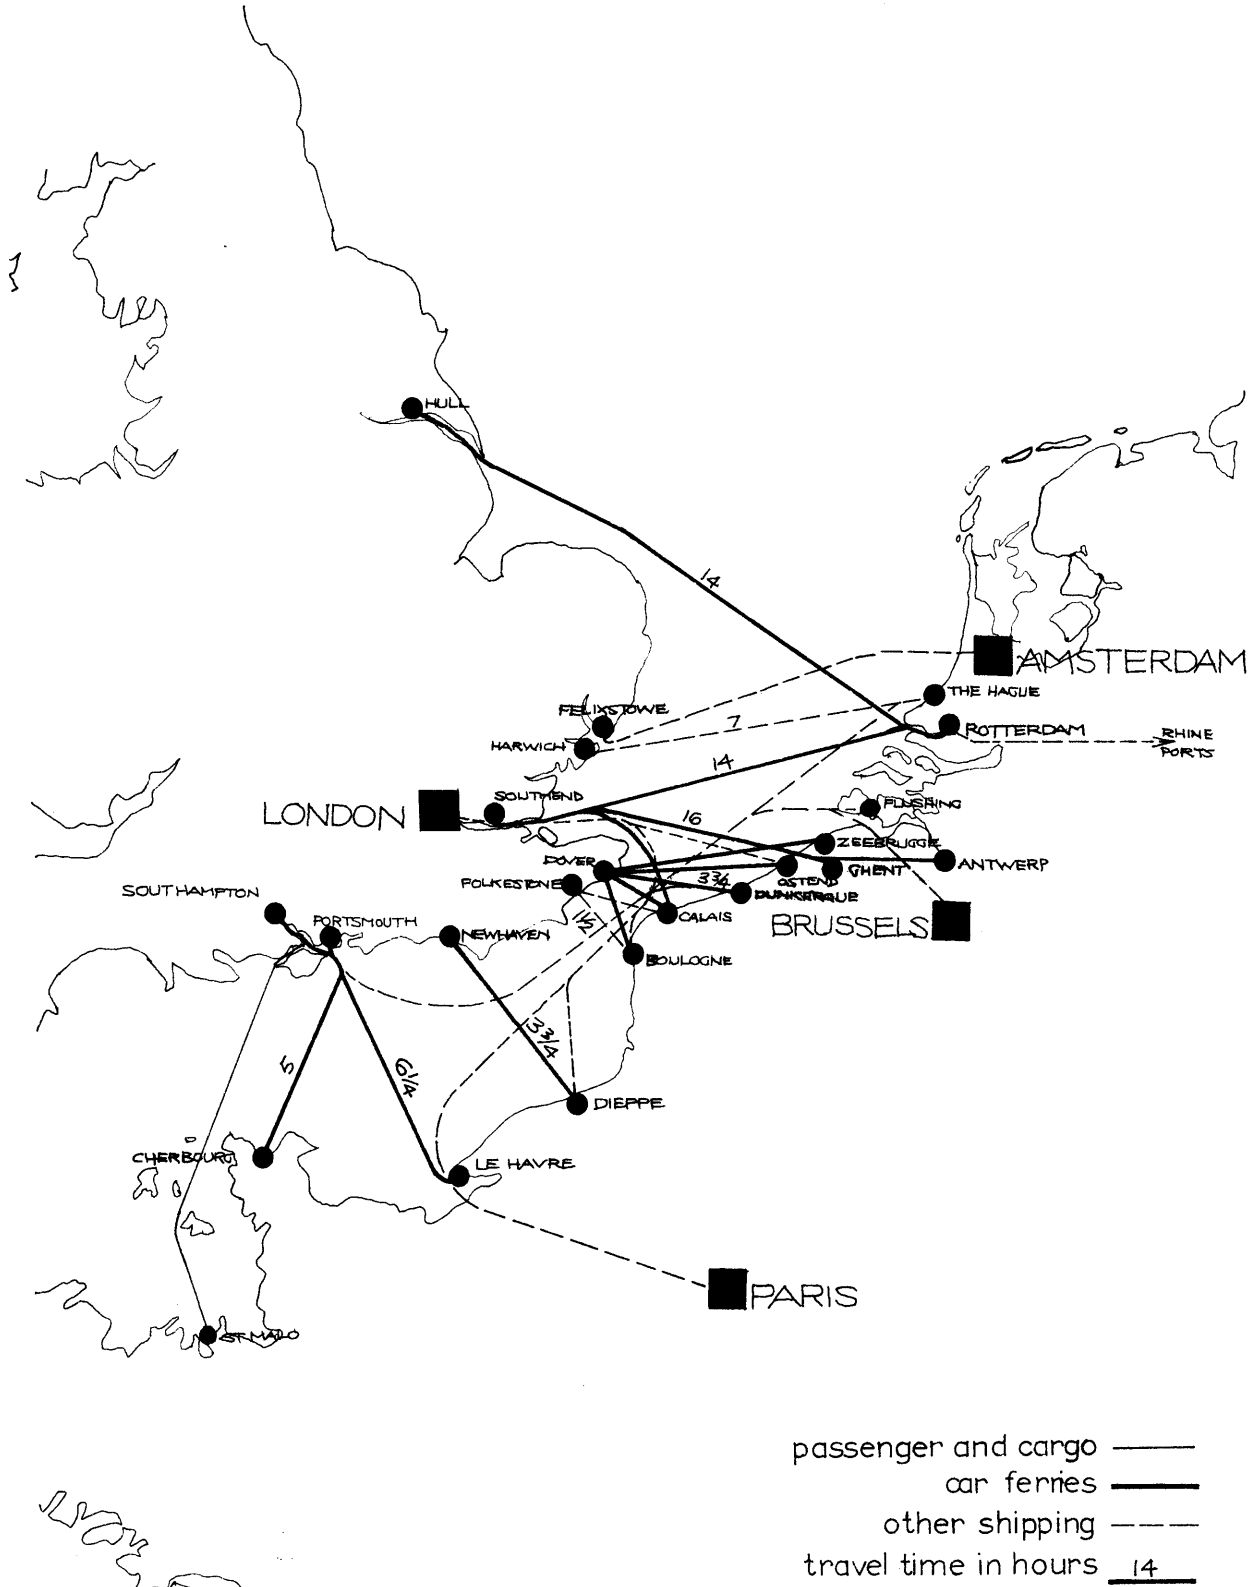 HULL
14
AMSTERDAM
THE HAGUE
FELIXSTOWE
7
ROTTERDAM
RHINE
PORTS
HARWICH
14
SOUTHEND
LONDON
FLUSHING
16
ZEEBRUGGE
DOVER
ANTWERP
GHENT
OSTEND
3¾
FOLKESTONE
DUNKERQUE
SOUTHAMPTON
CALAIS
1½
PORTSMOUTH
BRUSSELS
NEWHAVEN
BOULOGNE
3¾
5
6¼
DIEPPE
CHERBOURG
LE HAVRE
PARIS
ST. MALO
passenger and cargo
car ferries
other shipping
travel time in hours 14